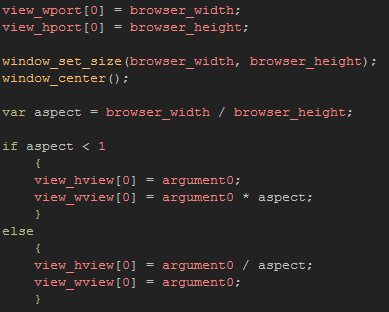 view_wport[0] = browser_width;
view_hport[0] = browser_height;
window_set_size(browser_width, browser_height);
window_center();
var aspect = browser_width / browser_height;
if aspect < 1
{
view_hview[0] = argument0;
view_wview[0] = argument0 * aspect;
}
else
{
view_hview[0] = argument0 / aspect;
view_wview[0] = argument0;
}